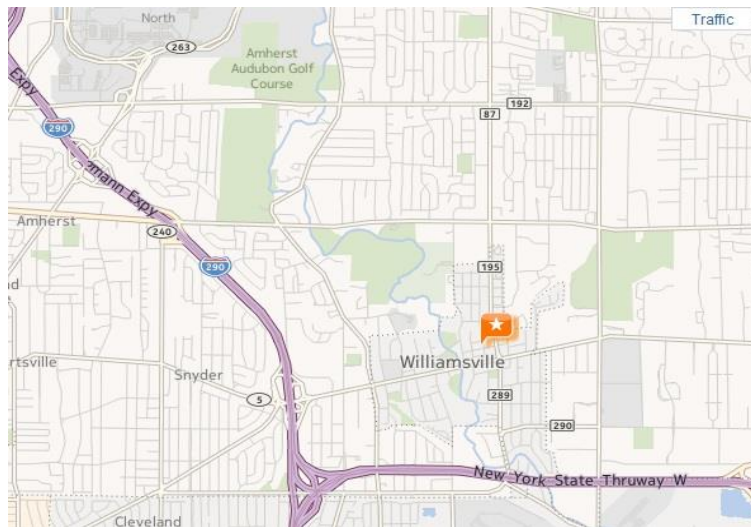 North
Traffic
263
Amherst
Audubon Golf
Course
Expy
192
87
290
mann Expy
Amherst
240
290
195
Williamsville
Snyder
5
289
290
New York State Thruway W
Cleveland